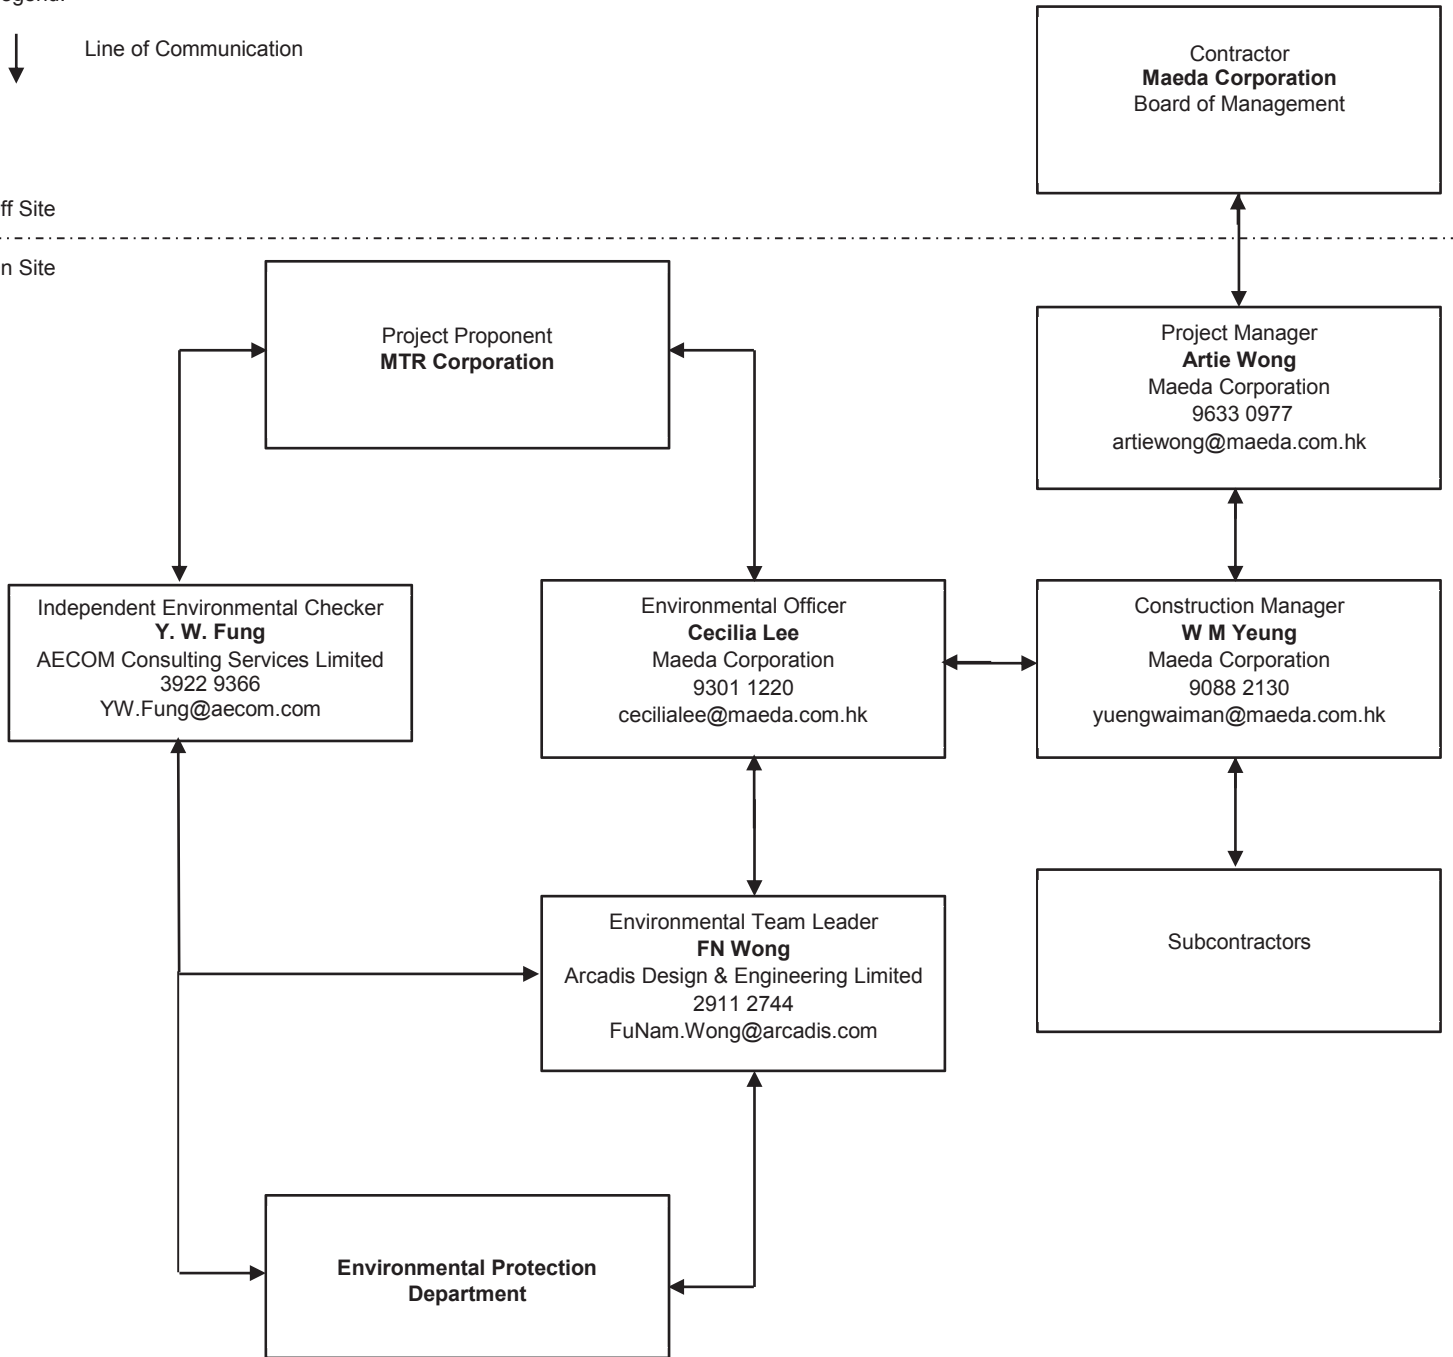 Line of Communication
Contractor
Maeda Corporation
Board of Management
ff Site
n Site
Project Proponent
MTR Corporation
Project Manager
Artie Wong
Maeda Corporation
9633 0977
artiewong@maeda.com.hk
Independent Environmental Checker
Y. W. Fung
AECOM Consulting Services Limited
3922 9366
YW.Fung@aecom.com
Environmental Officer
Cecilia Lee
Maeda Corporation
9301 1220
cecilialee@maeda.com.hk
Construction Manager
W M Yeung
Maeda Corporation
9088 2130
yuengwaiman@maeda.com.hk
Environmental Team Leader
FN Wong
Arcadis Design & Engineering Limited
2911 2744
FuNam.Wong@arcadis.com
Subcontractors
Environmental Protection
Department